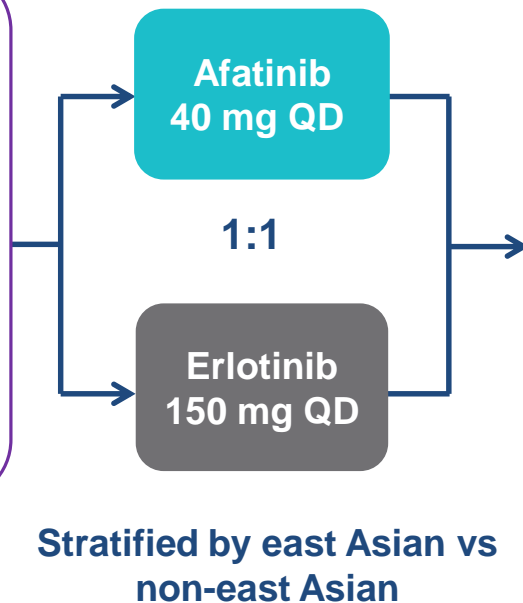 Afatinib
40 mg QD
1:1
Erlotinib
150 mg QD
Stratified by east Asian vs
non-east Asian